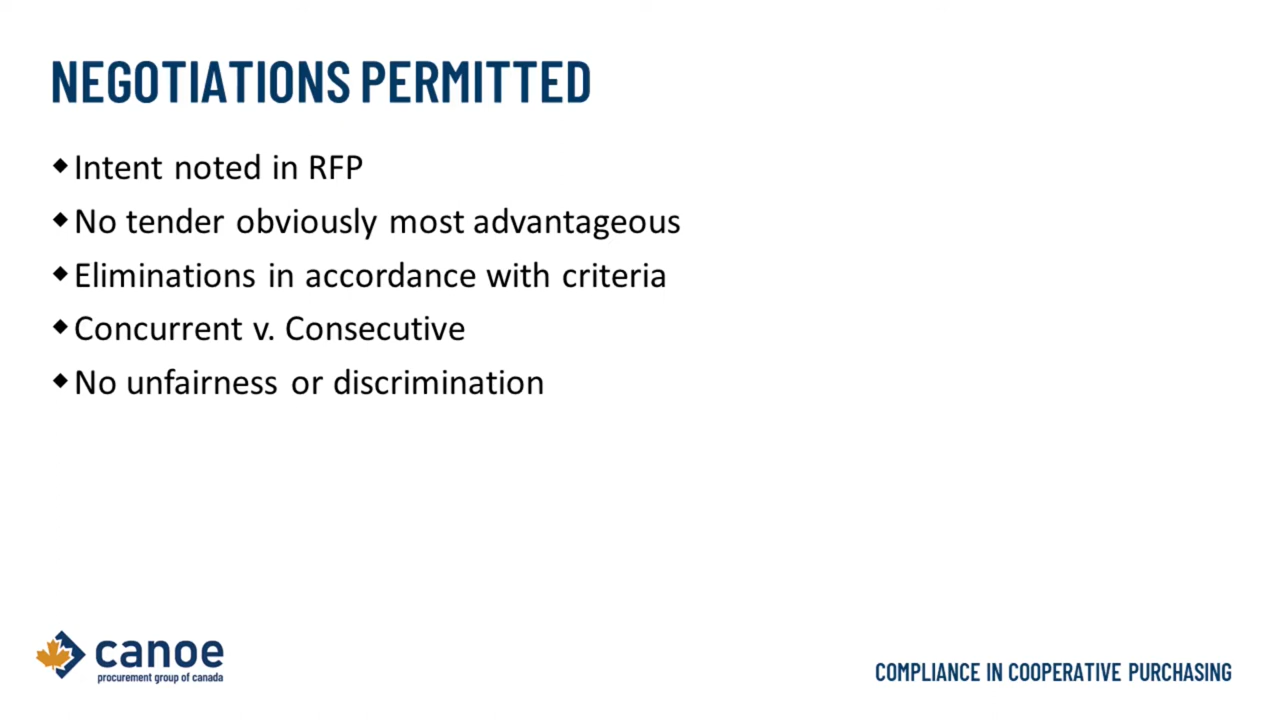 NEGOTIATIONS PERMITTED
◆Intent noted in RFP
◆No tender obviously most advantageous
◆Eliminations in accordance with criteria
◆Concurrent v. Consecutive
◆No unfairness or discrimination
canoe
procurement group of canada
COMPLIANCE IN COOPERATIVE PURCHASING